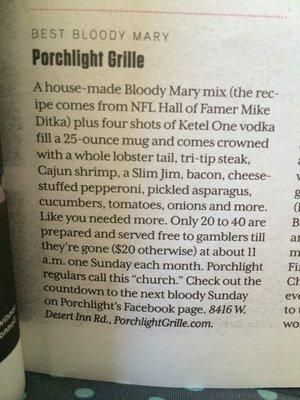 BEST BLOODY MARY
Porchlight Grille
A house-made Bloody Mary mix (the rec-
ipe comes from NFL Hall of Famer Mike
Ditka) plus four shots of Ketel One vodka
fill a 25-ounce mug and comes crowned
with a whole lobster tail, tri-tip steak,
Cajun shrimp, a Slim Jim, bacon, cheese-
stuffed pepperoni, pickled asparagus,
cucumbers, tomatoes, onions and more.
Like you needed more. Only 20 to 40 are
prepared and served free to gamblers till
they're gone ($20 otherwise) at about 11
a.m. one Sunday each month. Porchlight
regulars call this “church.” Check out the
countdown to the next bloody Sunday
on Porchlight's Facebook page. 8416 W.
Desert Inn Rd., PorchlightGrille.com.